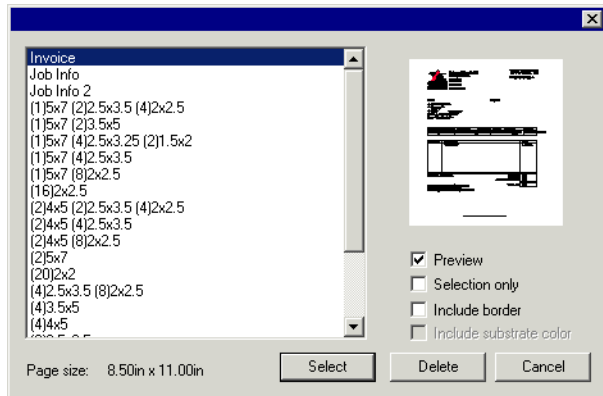 Invoice
Job Info
Job Info 2
(1)5x7 (2)2.5x3.5 (4)2x2.5
(1)5x7 (2)3.5x5
(1)5x7 (4)2.5x3.25 (2)1.5x2
(1)5x7 (4)2.5x3.5
(1)5x7 (8)2x2.5
(16)2x2.5
(2)4x5 (2)2.5x3.5 (4)2x2.5
(2)4x5 (4)2.5x3.5
(2)4x5 (8)2x2.5
(2)5x7
(20)2x2
(4)2.5x3.5 (8)2x2.5
(4)3.5x5
(4)4x5
Preview
Selection only
Include border
Include substrate color
Page size: 8.50in x 11.00in
Select
Delete
Cancel